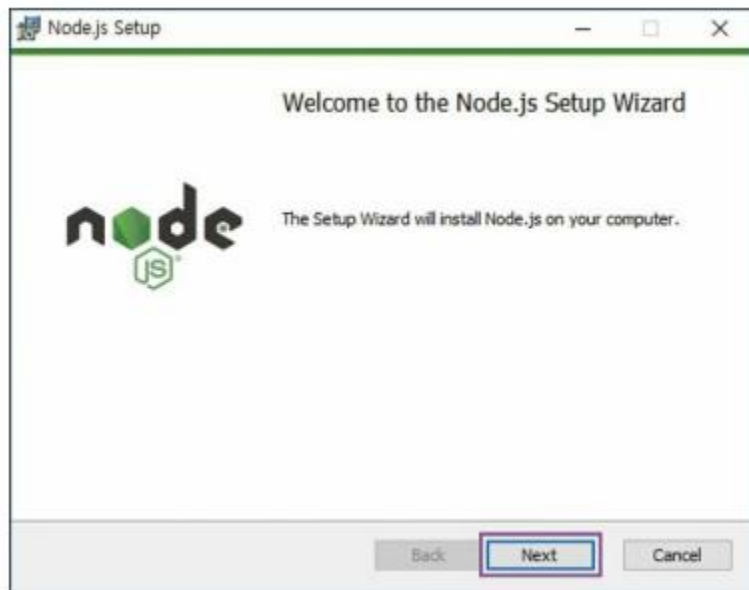 Node.js Setup
Welcome to the Node.js Setup Wizard
node
JS
The Setup Wizard will install Node.js on your computer.
Back Next Cancel